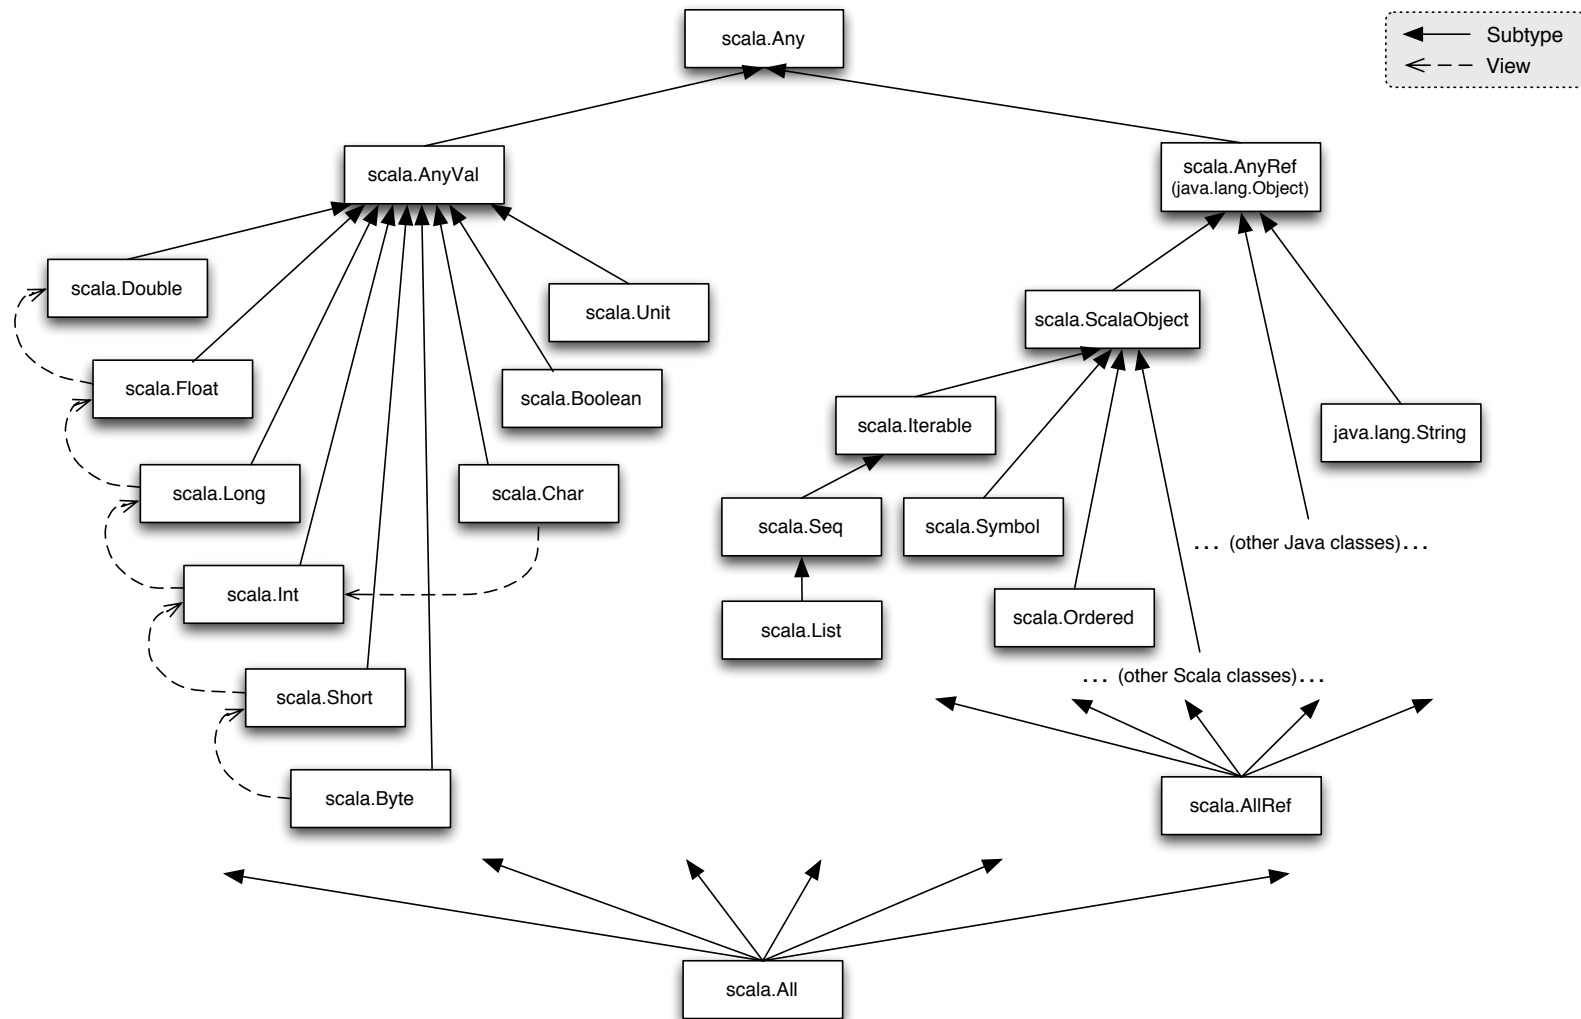 scala.Any
Subtype
View
scala.AnyVal
scala.AnyRef
(java.lang.Object)
scala.Double
scala.Unit
scala.ScalaObject
scala.Float
scala.Boolean
scala.Iterable
java.lang.String
scala.Long
scala.Char
scala.Seq
scala.Symbol
... (other Java classes)...
scala.Int
scala.List
scala.Ordered
scala.Short
... (other Scala classes)...
scala.Byte
scala.AllRef
scala.All